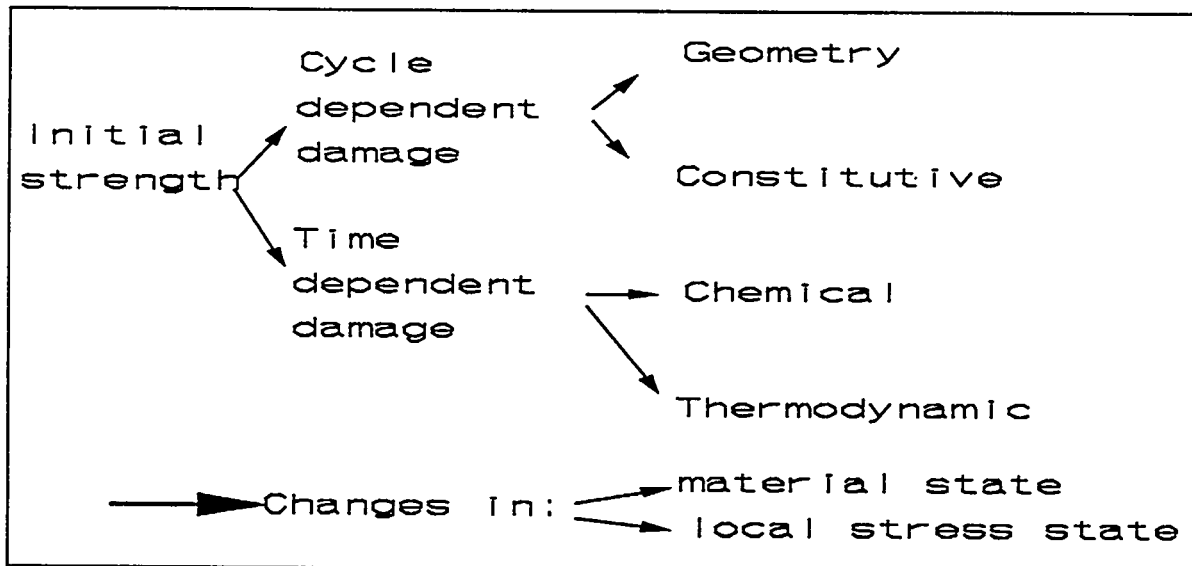 Initial
strength
Cycle
dependent
damage
Geometry
Constitutive
Time
dependent
damage
Chemical
Thermodynamic
Changes in:
material state
local stress state